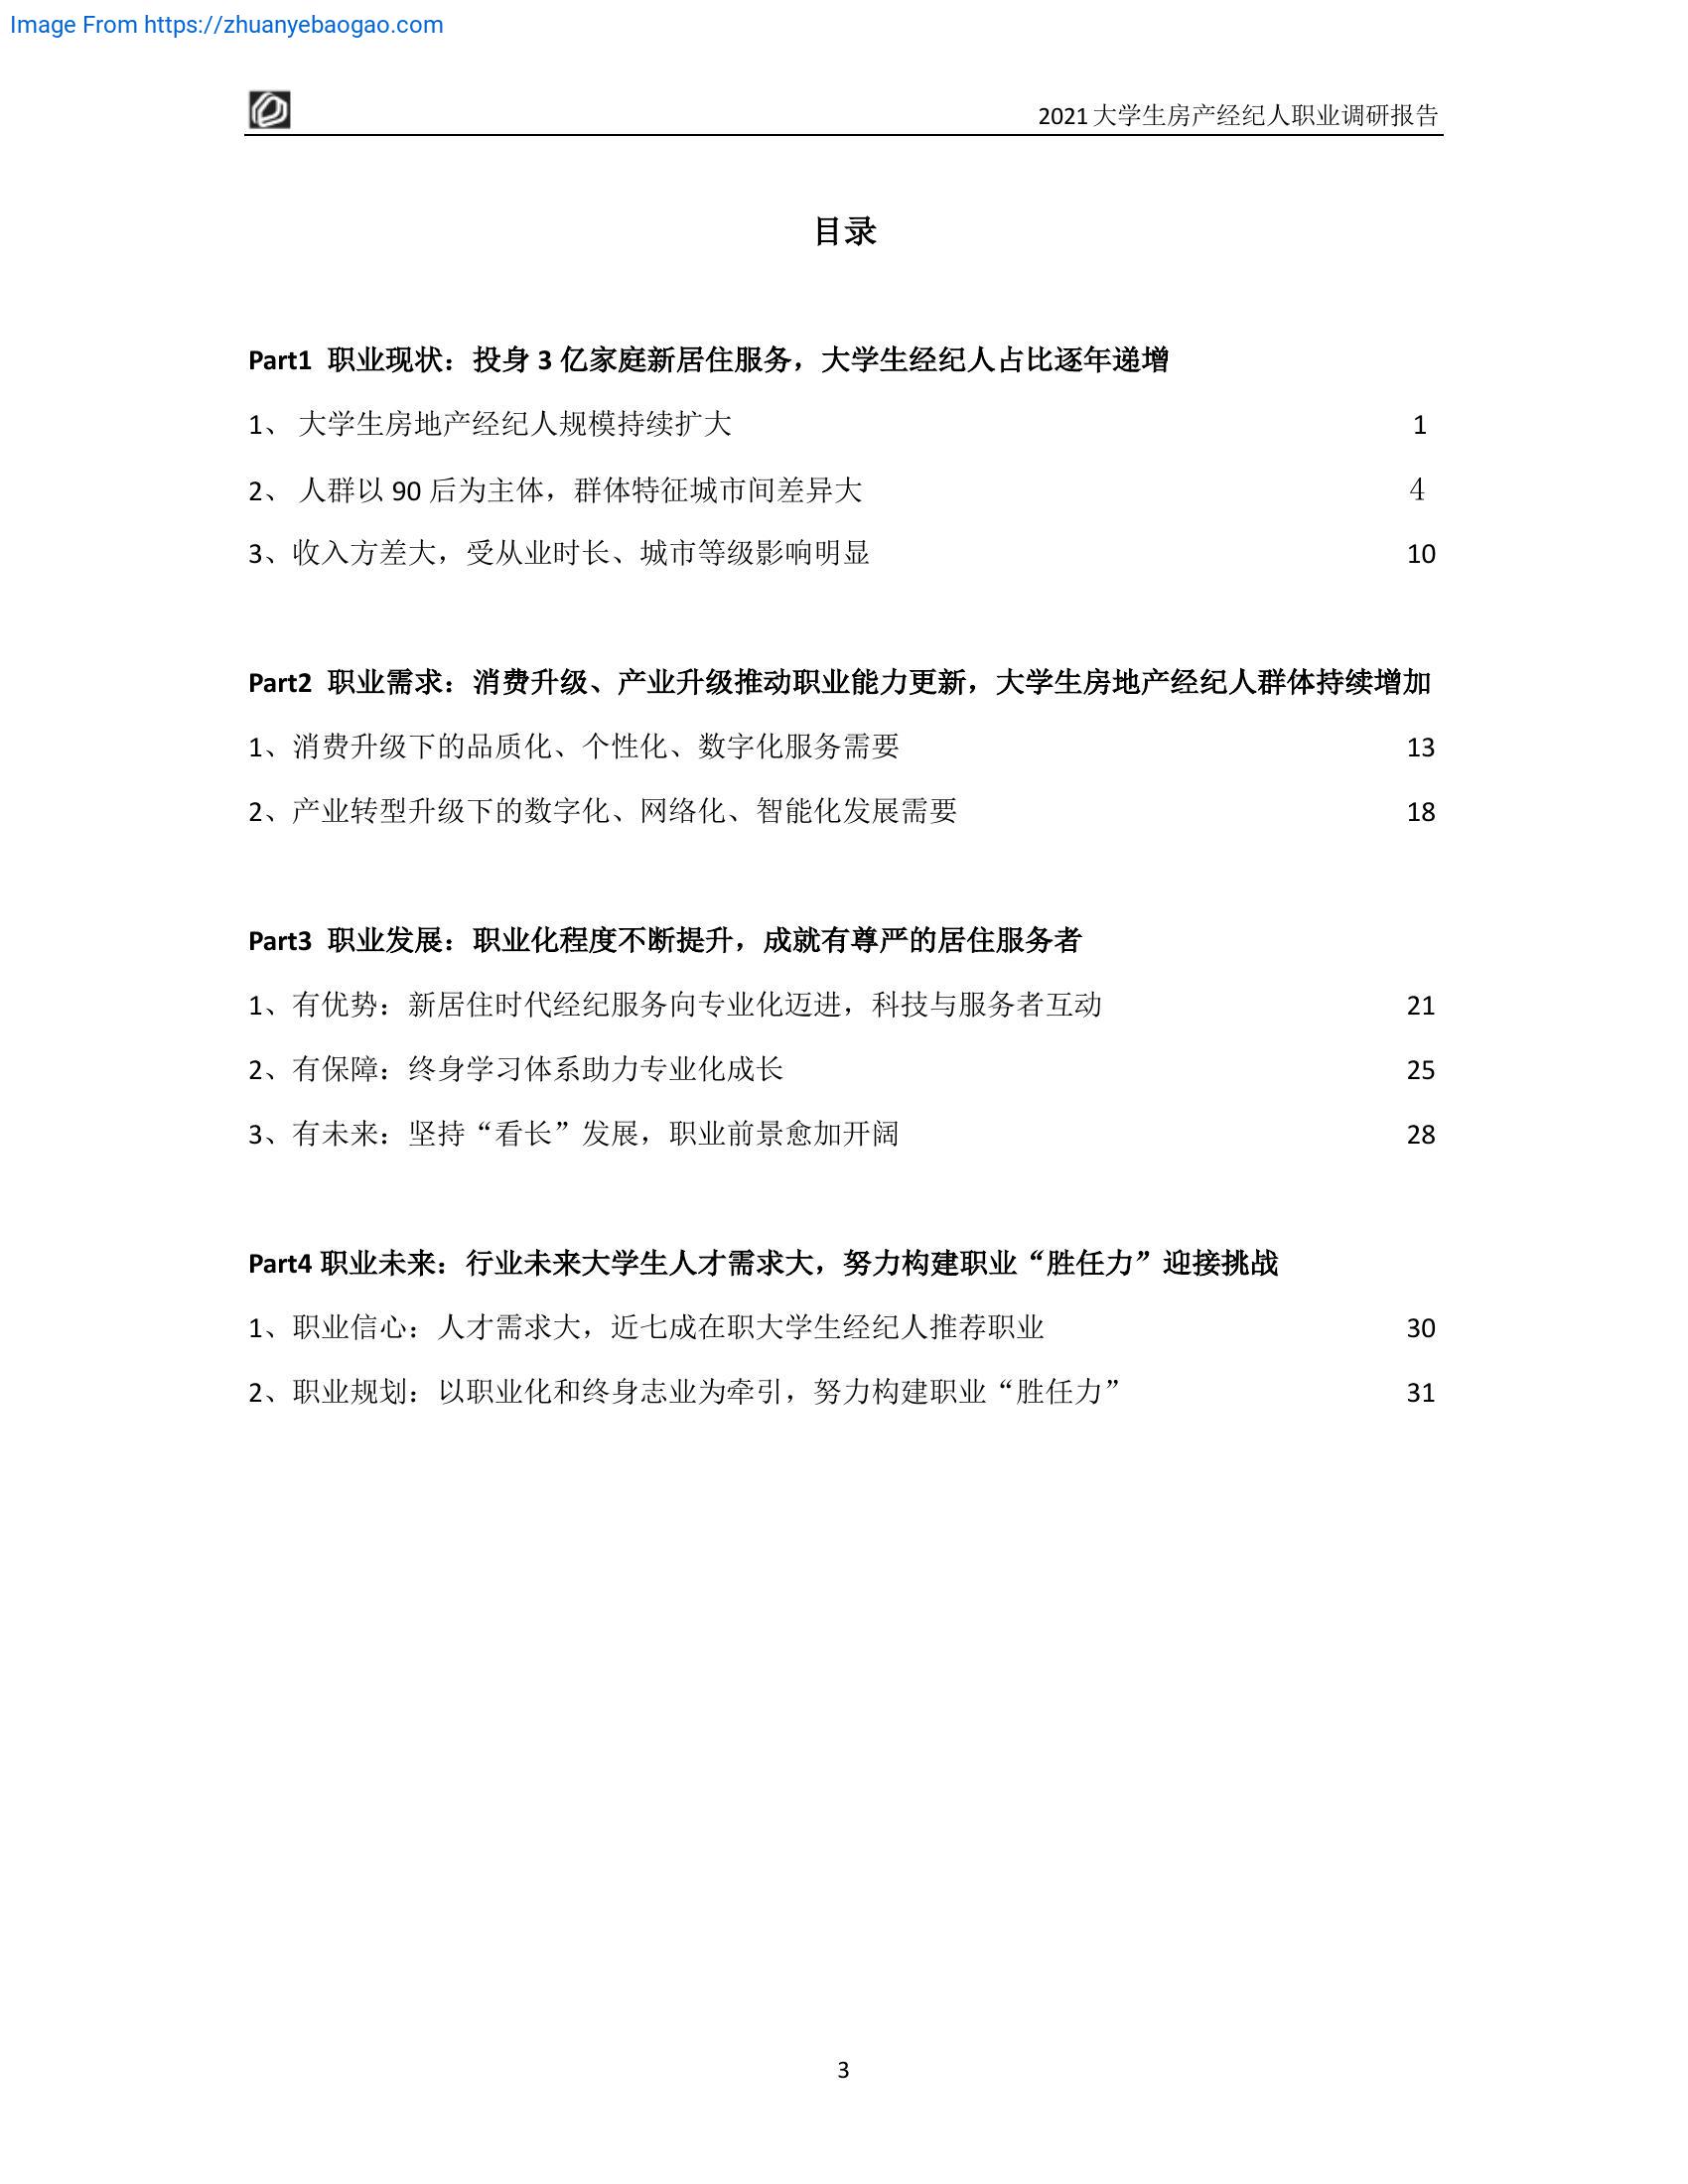 Image From https://zhuanyebaogao.com
2021大学生房产经纪人职业调研报告
目录
Part1 职业现状：投身 3 亿家庭新居住服务，大学生经纪人占比逐年递增
1、 大学生房地产经纪人规模持续扩大 1
2、 人群以 90 后为主体，群体特征城市间差异大 4
3、收入方差大，受从业时长、城市等级影响明显 10
Part2 职业需求：消费升级、产业升级推动职业能力更新，大学生房地产经纪人群体持续增加
1、消费升级下的品质化、个性化、数字化服务需要 13
2、产业转型升级下的数字化、网络化、智能化发展需要 18
Part3 职业发展：职业化程度不断提升，成就有尊严的居住服务者
1、有优势：新居住时代经纪服务向专业化迈进，科技与服务者互动 21
2、有保障：终身学习体系助力专业化成长 25
3、有未来：坚持“看长”发展，职业前景愈加开阔 28
Part4 职业未来：行业未来大学生人才需求大，努力构建职业“胜任力”迎接挑战
1、职业信心：人才需求大，近七成在职大学生经纪人推荐职业 30
2、职业规划：以职业化和终身志业为牵引，努力构建职业“胜任力” 31
3